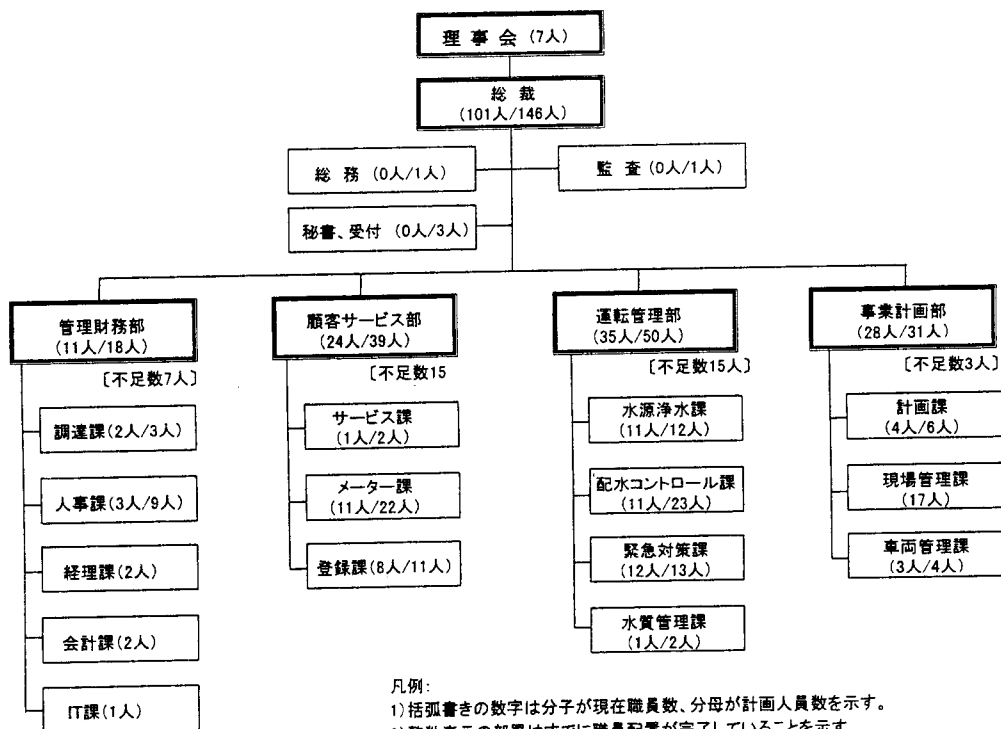 理事会 (7人)
総裁
(101人/146人)
総務 (0人/1人)
監査 (0人/1人)
秘書、受付 (0人/3人)
管理財務部
(11人/18人)
〔不足数7人〕
調達課(2人/3人)
人事課(3人/9人)
経理課(2人)
会計課(2人)
IT課(1人)
顧客サービス部
(24人/39人)
〔不足数15
サービス課
(1人/2人)
メーター課
(11人/22人)
登録課(8人/11人)
運転管理部
(35人/50人)
〔不足数15人〕
水源浄水課
(11人/12人)
配水コントロール課
(11人/23人)
緊急対策課
(12人/13人)
水質管理課
(1人/2人)
事業計画部
(28人/31人)
〔不足数3人〕
計画課
(4人/6人)
現場管理課
(17人)
車両管理課
(3人/4人)
凡例:
1)括弧書きの数字は分子が現在職員数、分母が計画人員数を示す。